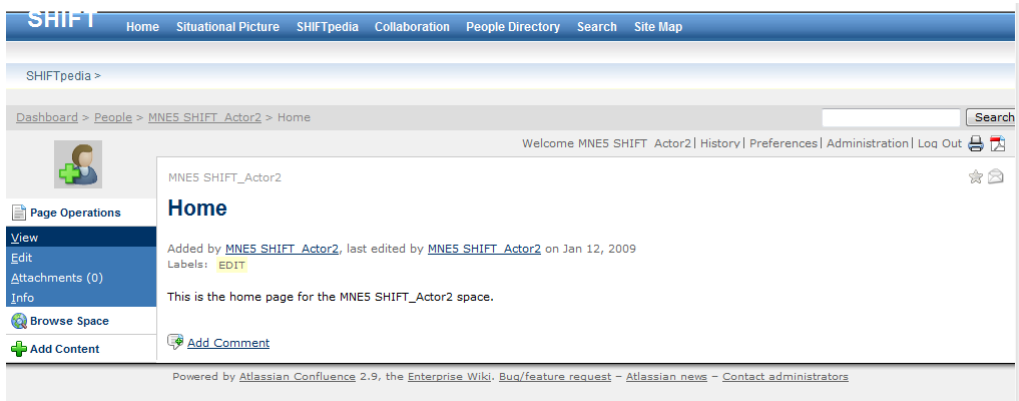 SHIFT
Home Situational Picture SHIFTpedia Collaboration People Directory Search Site Map
SHIFTpedia >
Dashboard > People > MNE5 SHIFT_Actor2 > Home
Search
Welcome MNE5 SHIFT_Actor2 | History | Preferences | Administration | Log Out
MNE5 SHIFT_Actor2
Page Operations
Home
View
Added by MNE5 SHIFT_Actor2, last edited by MNE5 SHIFT_Actor2 on Jan 12, 2009
Edit
Labels: EDIT
Attachments (0)
Info
This is the home page for the MNE5 SHIFT_Actor2 space.
Browse Space
Add Content
Add Comment
Powered by Atlassian Confluence 2.9, the Enterprise Wiki. Bug/feature request – Atlassian news – Contact administrators